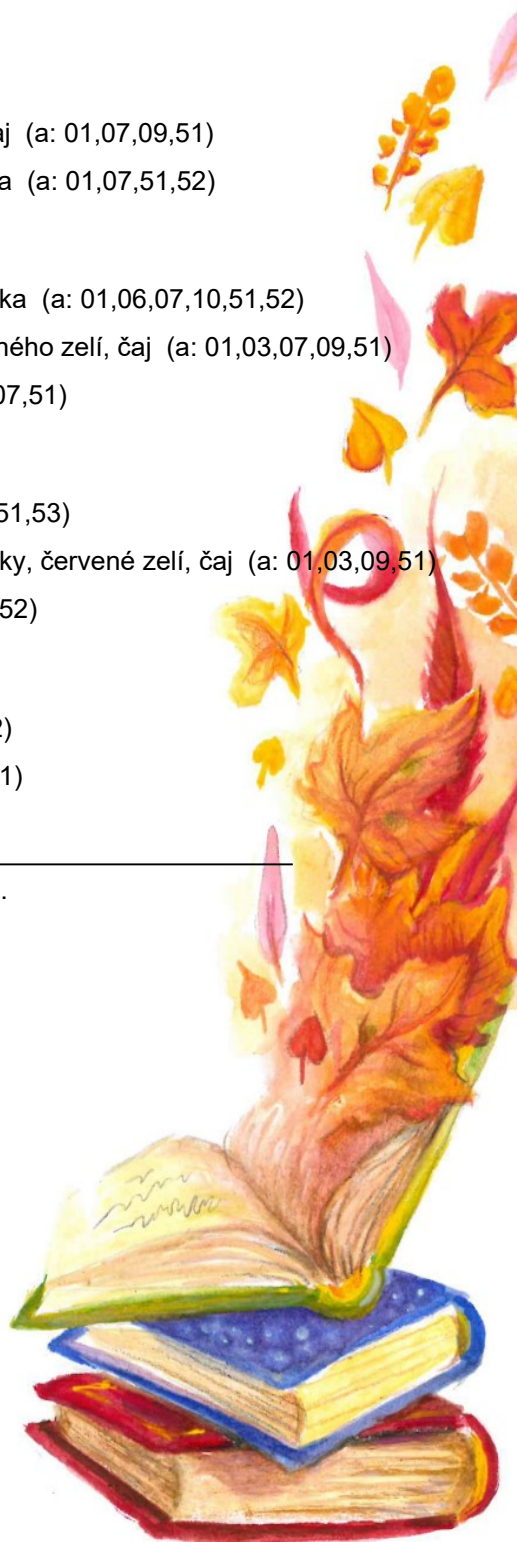 aj (a: 01,07,09,51)
a (a: 01,07,51,52)
ka (a: 01,06,07,10,51,52)
ného zelí, čaj (a: 01,03,07,09,51)
07,51)
51,53)
ky, červené zelí, čaj (a: 01,03,09,51)
52)
2)
1)
.